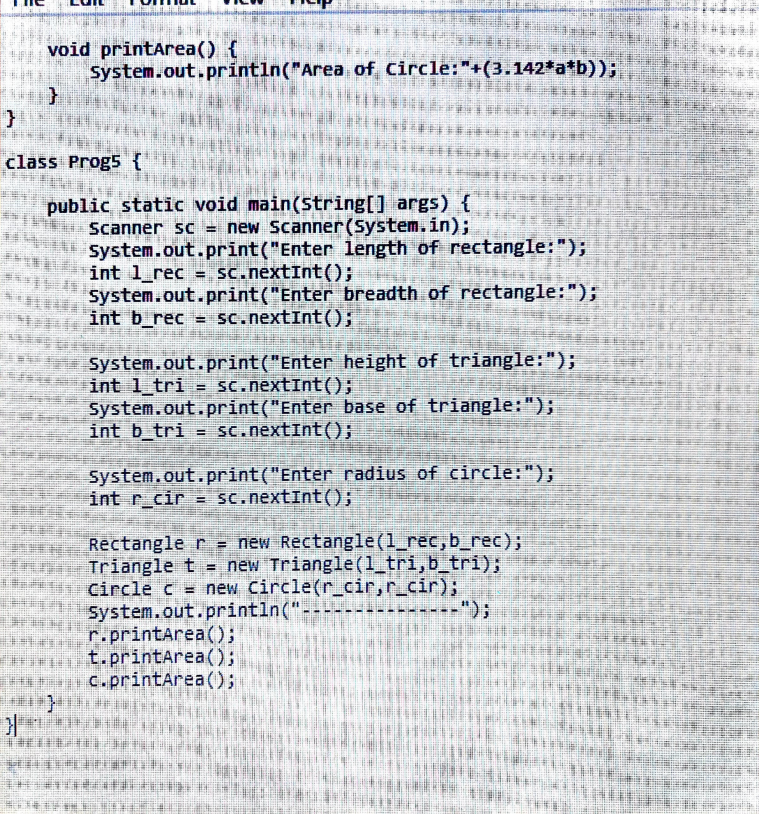 File Edit Format View Help
void printArea() {
System.out.println("Area of Circle:"+(3.142*a*b));
}
}
class Prog5 {
public static void main(String[] args) {
Scanner sc = new Scanner(System.in);
System.out.print("Enter length of rectangle:");
int l_rec = sc.nextInt();
System.out.print("Enter breadth of rectangle:");
int b_rec = sc.nextInt();
System.out.print("Enter height of triangle:");
int l_tri = sc.nextInt();
System.out.print("Enter base of triangle:");
int b_tri = sc.nextInt();
System.out.print("Enter radius of circle:");
int r_cir = sc.nextInt();
Rectangle r = new Rectangle(l_rec,b_rec);
Triangle t = new Triangle(l_tri,b_tri);
Circle c = new Circle(r_cir,r_cir);
System.out.println("---------------");
r.printArea();
t.printArea();
c.printArea();
}
}